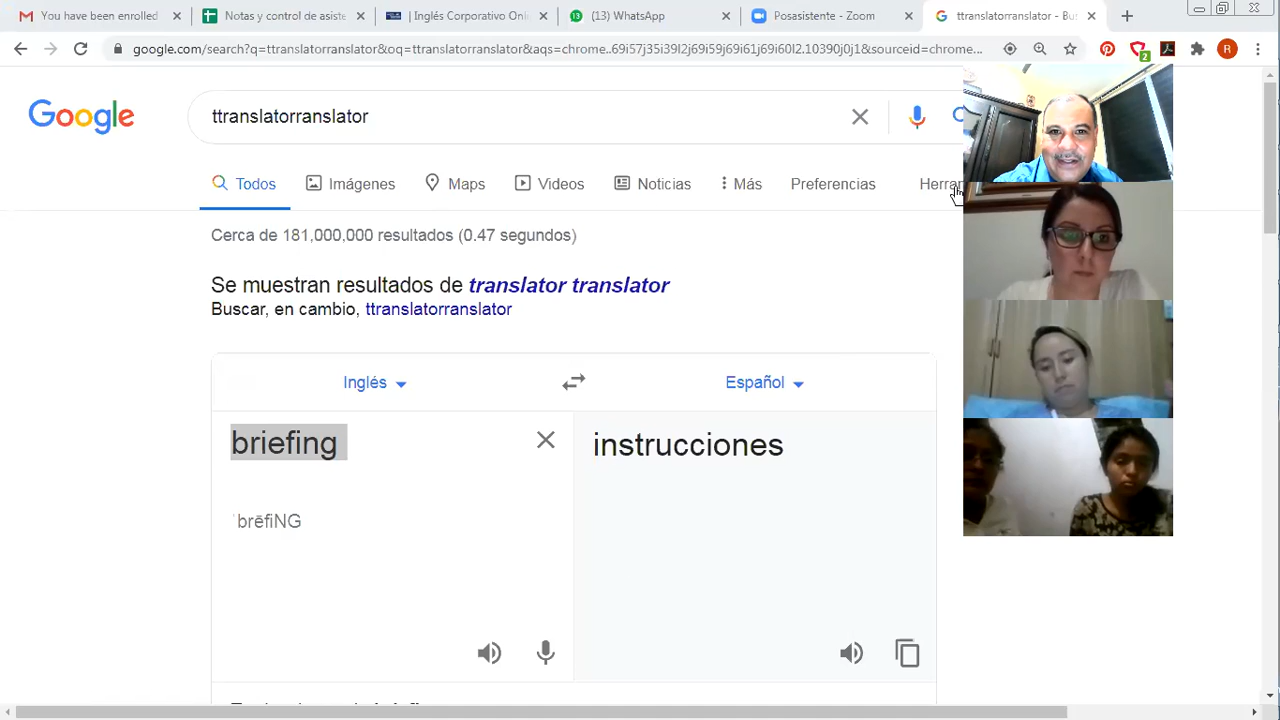 You have been enrolled
Notas y control de asiste
Inglés Corporativo Onl
(13) WhatsApp
Posasistente - Zoom
ttranslatorranslator - Bu
google.com/search?q=ttranslatorranslator&oq=ttranslatorranslator&aqs=chrome..69i57j35i39l2j69i59j69i61j69i60l2.10390j0j1&sourceid=chrome...
2
R
Google
ttranslatorranslator
Todos
Imágenes
Maps
Videos
Noticias
Más
Preferencias
Herram
Cerca de 181,000,000 resultados (0.47 segundos)
Se muestran resultados de translator translator
Buscar, en cambio, ttranslatorranslator
Inglés
Español
briefing
instrucciones
ˈbrēfiNG